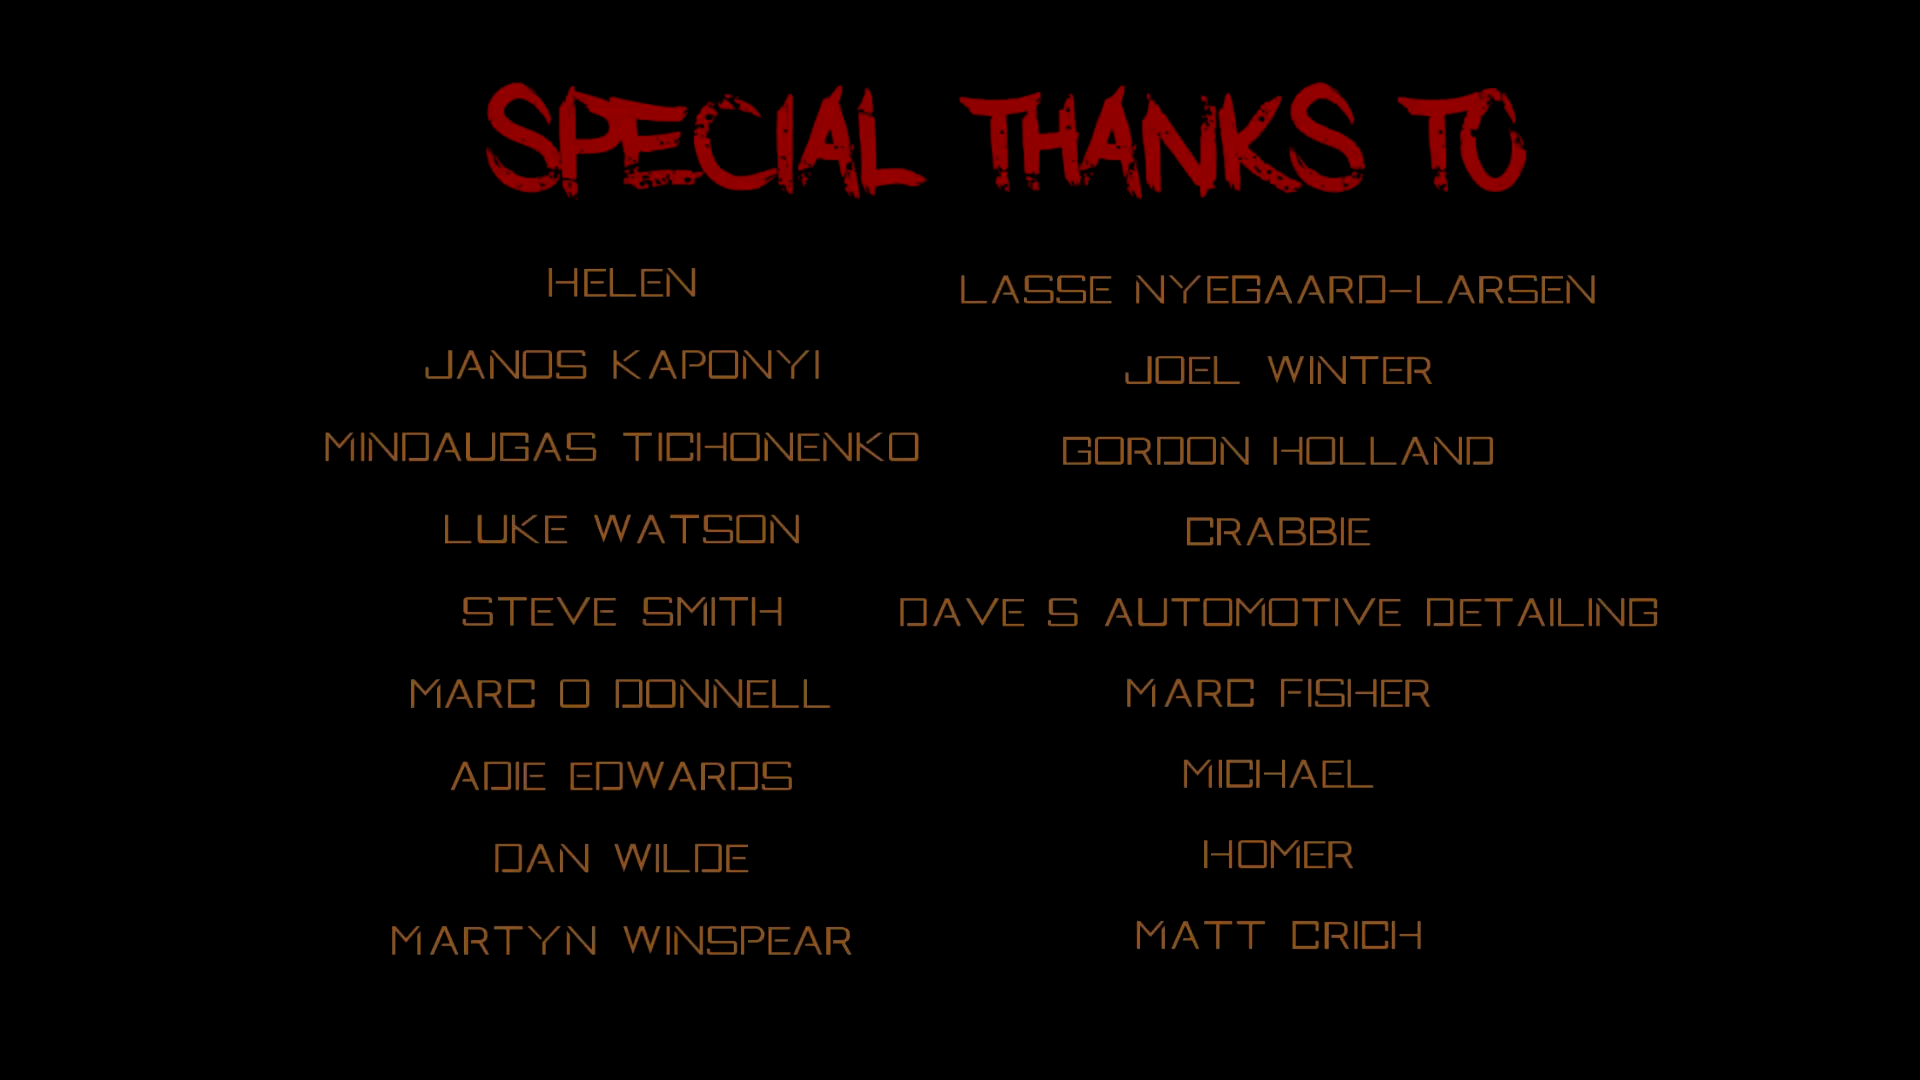 SPECIAL THANKS TO
HELEN
JANOS KAPONYI
MINDAUGAS TICHONENKO
LUKE WATSON
STEVE SMITH
MARC O DONNELL
ADIE EDWARDS
DAN WILDE
MARTYN WINSPEAR
LASSE NYEGAARD-LARSEN
JOEL WINTER
GORDON HOLLAND
CRABBIE
DAVE S AUTOMOTIVE DETAILING
MARC FISHER
MICHAEL
HOMER
MATT CRICH